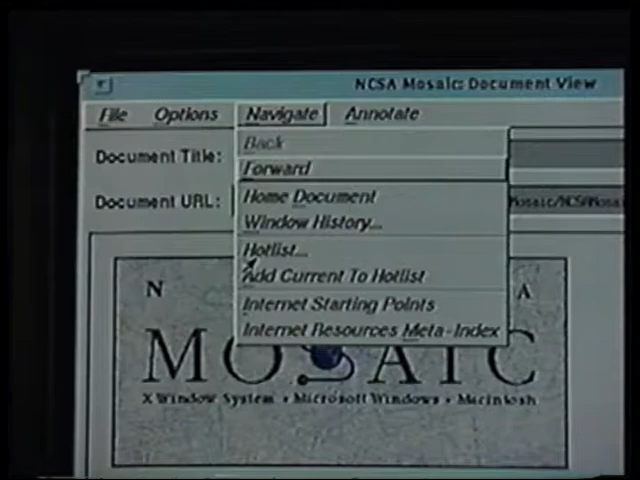 NCSA Mosaic: Document View
File Options Navigate Annotate
Back
Document Title:
Forward
Home Document
Document URL:
Window History...
Hotlist...
Add Current To Hotlist
N A
Internet Starting Points
Internet Resources Meta-Index
MOSAIC
X Window System • Microsoft Windows • Macintosh